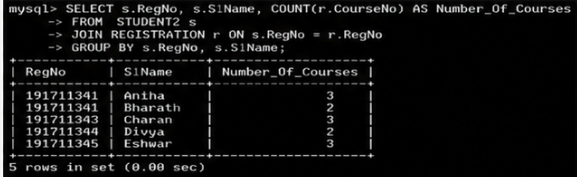 mysql> SELECT s.RegNo, s.S1Name, COUNT(r.CourseNo) AS Number_Of_Courses
-> FROM STUDENT2 s
-> JOIN REGISTRATION r ON s.RegNo = r.RegNo
-> GROUP BY s.RegNo, s.S1Name;
+-----------+---------+-------------------+
| RegNo | S1Name | Number_Of_Courses |
+-----------+---------+-------------------+
| 191711341 | Aniha | 3 |
| 191711341 | Bharath | 2 |
| 191711343 | Charan | 3 |
| 191711344 | Divya | 2 |
| 191711345 | Eshwar | 3 |
+-----------+---------+-------------------+
5 rows in set (0.00 sec)